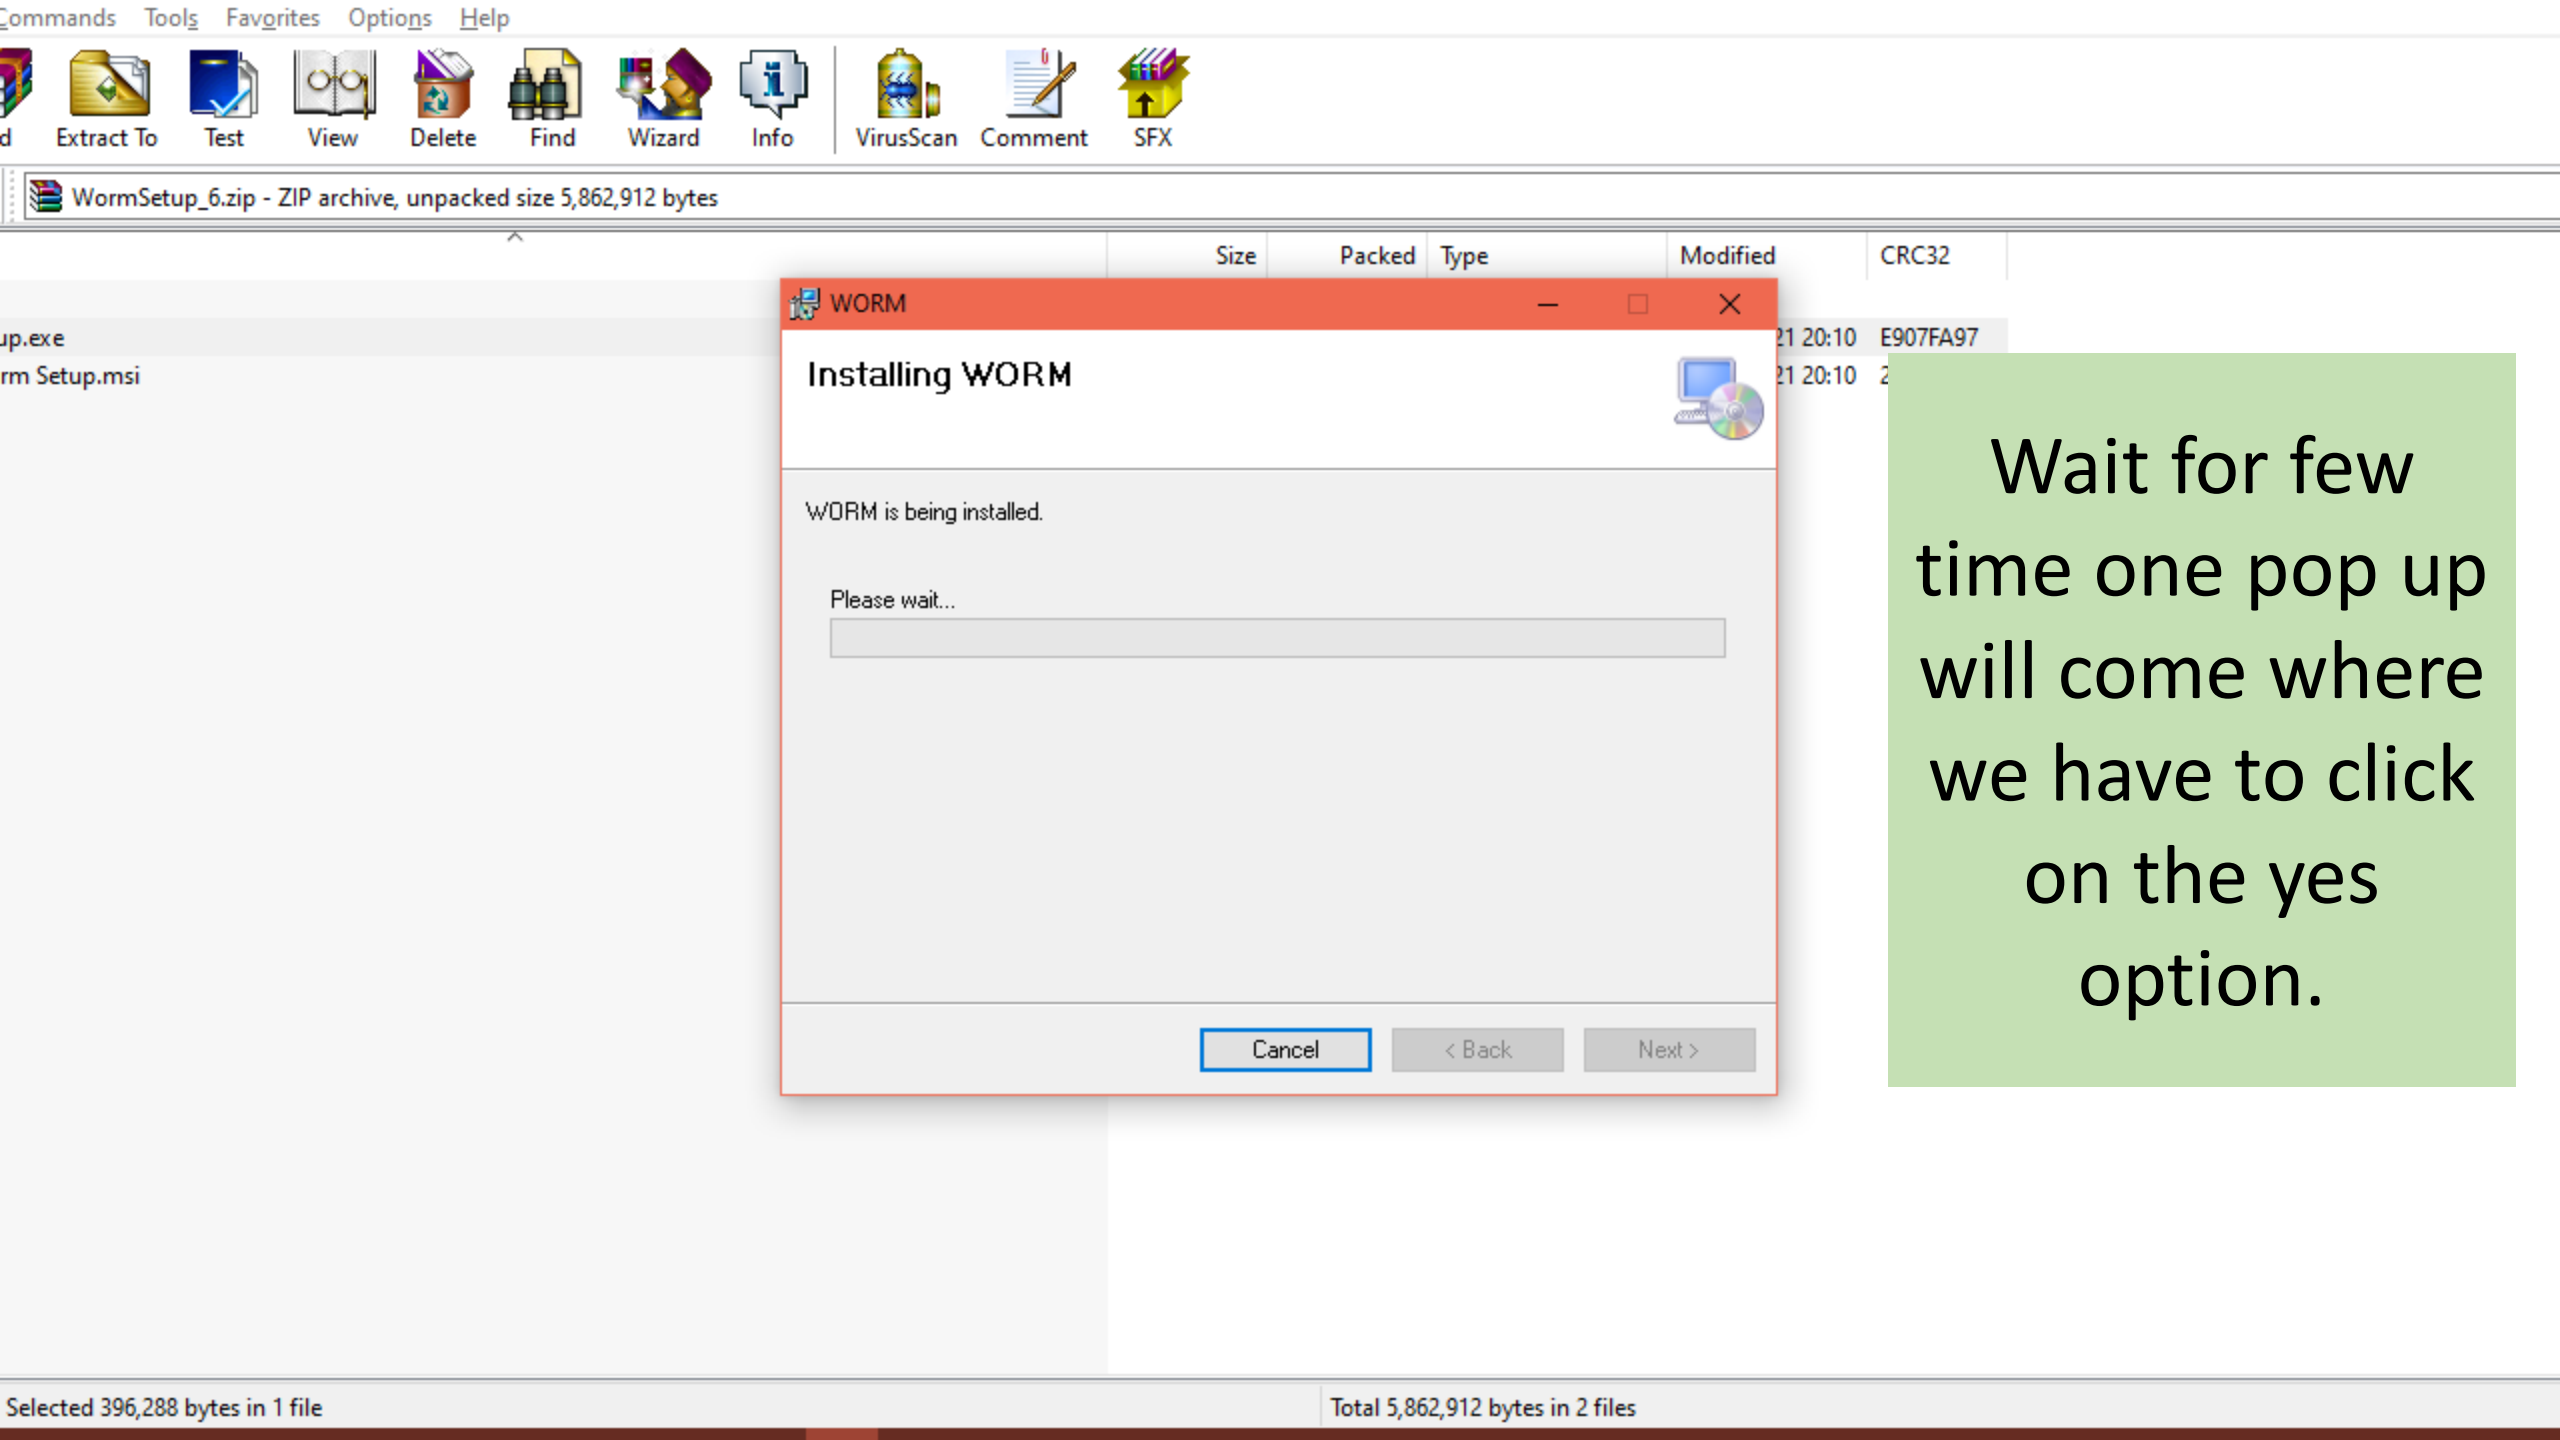 Commands Tools Favorites Options Help
d Extract To Test View Delete Find Wizard Info VirusScan Comment SFX
WormSetup_6.zip - ZIP archive, unpacked size 5,862,912 bytes
Size Packed Type Modified CRC32
up.exe 21 20:10 E907FA97
rm Setup.msi 21 20:10 2
WORM
Installing WORM
WORM is being installed.
Please wait...
Cancel < Back Next >
Wait for few
time one pop up
will come where
we have to click
on the yes
option.
Selected 396,288 bytes in 1 file
Total 5,862,912 bytes in 2 files